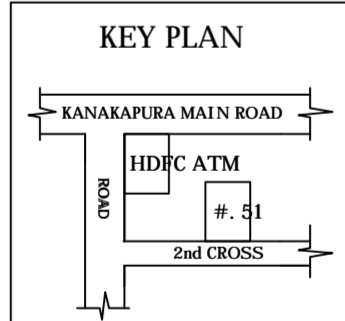 KEY PLAN
KANAKAPURA MAIN ROAD
HDFC ATM
ROAD
#. 51
2nd CROSS